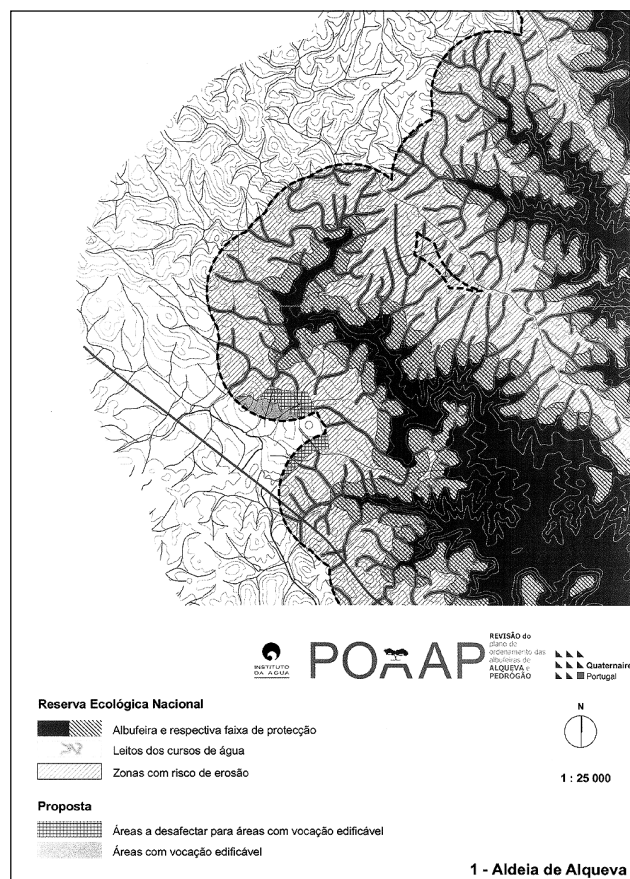 INSTITUTO
DA ÁGUA
POAAP
REVISÃO do
plano de
ordenamento das
albufeiras de
ALQUEVA e
PEDRÓGÃO
Quaternaire
Portugal
Reserva Ecológica Nacional
Albufeira e respectiva faixa de protecção
Leitos dos cursos de água
Zonas com risco de erosão
N
1 : 25 000
Proposta
Áreas a desafectar para áreas com vocação edificável
Áreas com vocação edificável
1 - Aldeia de Alqueva